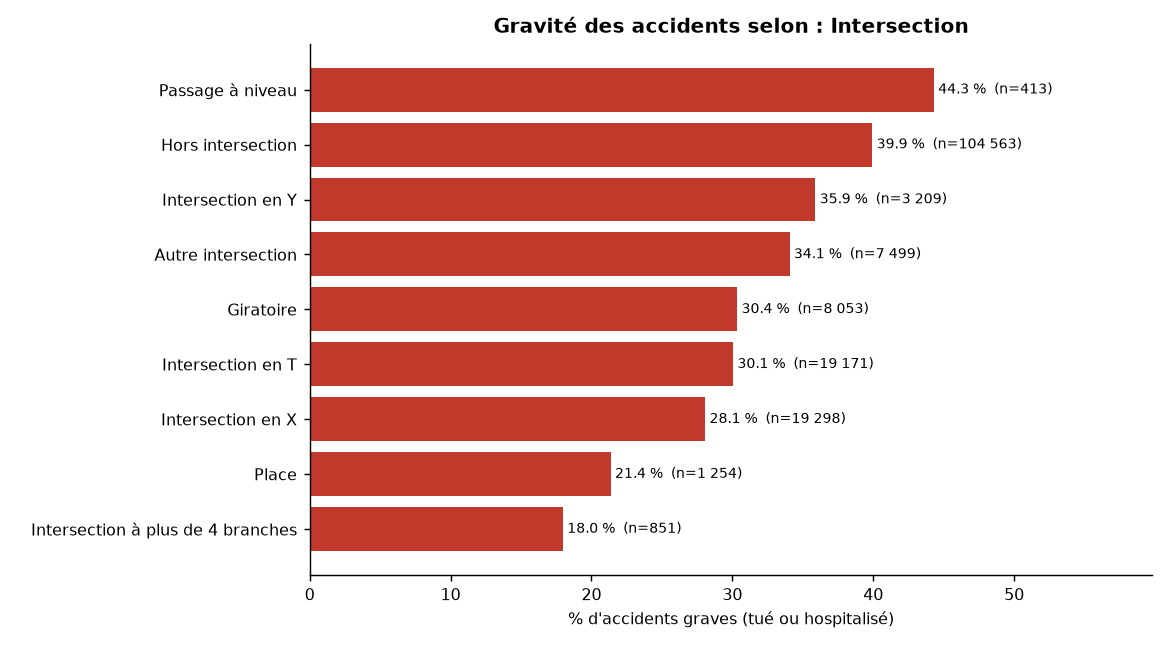 Gravité des accidents selon : Intersection
Passage à niveau
44.3 % (n=413)
Hors intersection
39.9 % (n=104 563)
Intersection en Y
35.9 % (n=3 209)
Autre intersection
34.1 % (n=7 499)
Giratoire
30.4 % (n=8 053)
Intersection en T
30.1 % (n=19 171)
Intersection en X
28.1 % (n=19 298)
Place
21.4 % (n=1 254)
Intersection à plus de 4 branches
18.0 % (n=851)
0 10 20 30 40 50
% d'accidents graves (tué ou hospitalisé)